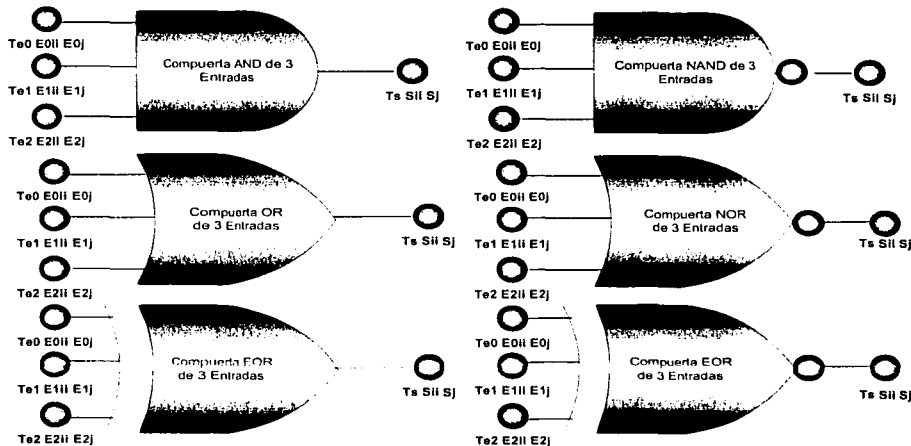 Te0 E0ii E0j
Compuerta AND de 3
Entradas
Te1 E1ii E1j
Ts Sii Sj
Te2 E2ii E2j
Te0 E0ii E0j
Compuerta NAND de 3
Entradas
Te1 E1ii E1j
Ts Sii Sj
Te2 E2ii E2j
Te0 E0ii E0j
Compuerta OR
de 3 Entradas
Te1 E1ii E1j
Ts Sii Sj
Te2 E2ii E2j
Te0 E0ii E0j
Compuerta NOR
de 3 Entradas
Te1 E1ii E1j
Ts Sii Sj
Te2 E2ii E2j
Te0 E0ii E0j
Compuerta EOR
de 3 Entradas
Te1 E1ii E1j
Ts Sii Sj
Te2 E2ii E2j
Te0 E0ii E0j
Compuerta EOR
de 3 Entradas
Te1 E1ii E1j
Ts Sii Sj
Te2 E2ii E2j